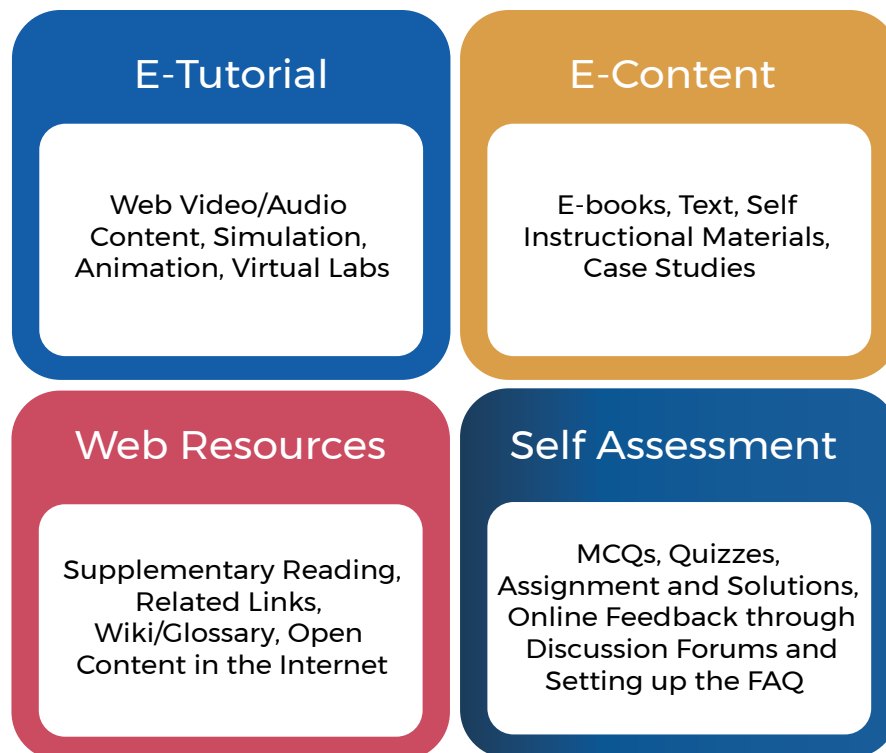 E-Tutorial
Web Video/Audio
Content, Simulation,
Animation, Virtual Labs
E-Content
E-books, Text, Self
Instructional Materials,
Case Studies
Web Resources
Supplementary Reading,
Related Links,
Wiki/Glossary, Open
Content in the Internet
Self Assessment
MCQs, Quizzes,
Assignment and Solutions,
Online Feedback through
Discussion Forums and
Setting up the FAQ